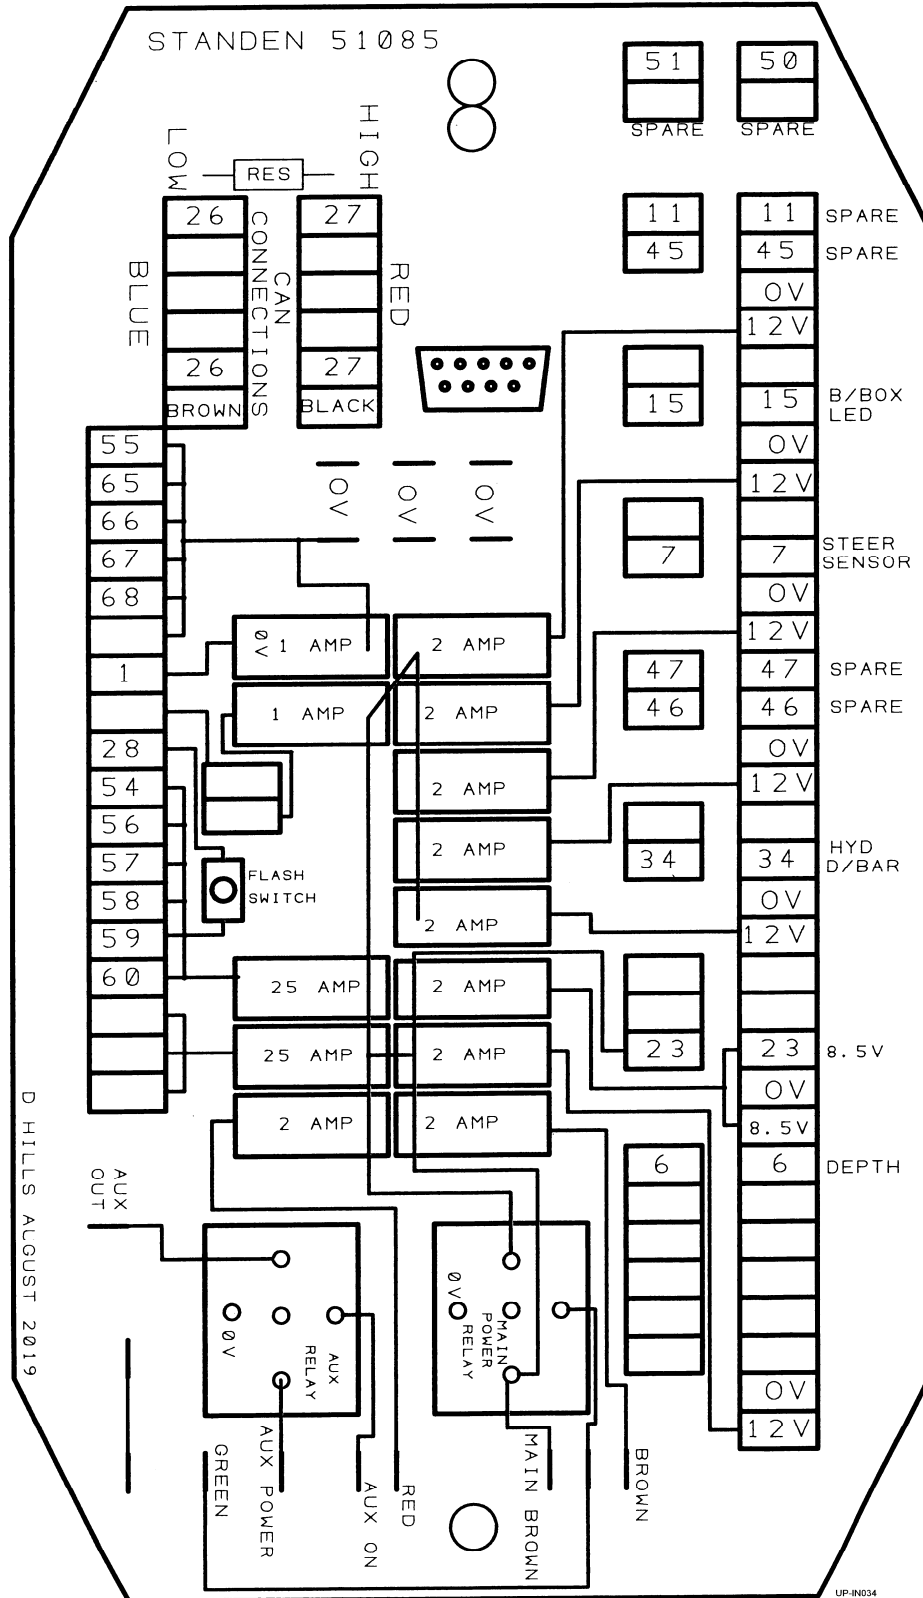 STANDEN 51085
51 50
SPARE SPARE
LOW
RES
HIGH
26
27
11
11 SPARE
45
45 SPARE
0V
12V
CONNECTIONS
CAN
BLUE
RED
26
27
BROWN
BLACK
15
15 B/BOX
LED
0V
12V
55
65
66
67
68
1
28
54
56
57
58
59
60
0V
0V
0V
7
7 STEER
SENSOR
0V
12V
0V 1 AMP
2 AMP
1 AMP
2 AMP
2 AMP
2 AMP
2 AMP
47
47 SPARE
46
46 SPARE
0V
12V
FLASH
SWITCH
34
34 HYD
D/BAR
0V
12V
25 AMP
2 AMP
25 AMP
2 AMP
2 AMP
2 AMP
23
23 8.5V
0V
8.5V
6
6 DEPTH
0V
12V
AUX
OUT
0V
AUX
RELAY
0V
MAIN
POWER
RELAY
GREEN
AUX POWER
AUX ON
RED
MAIN BROWN
BROWN
D HILLS ALGUST 2019
UP-IN034